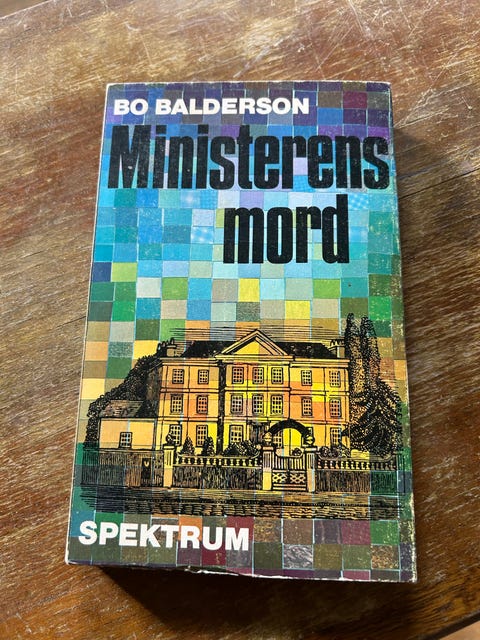 BO BALDERSON
Ministerens
mord
SPEKTRUM